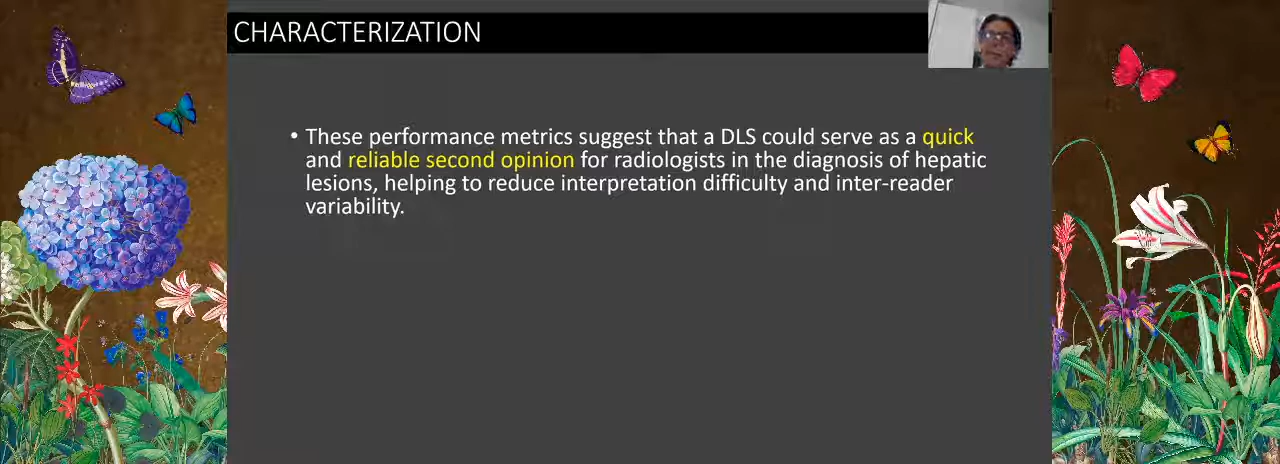 CHARACTERIZATION
• These performance metrics suggest that a DLS could serve as a quick
and reliable second opinion for radiologists in the diagnosis of hepatic
lesions, helping to reduce interpretation difficulty and inter-reader
variability.